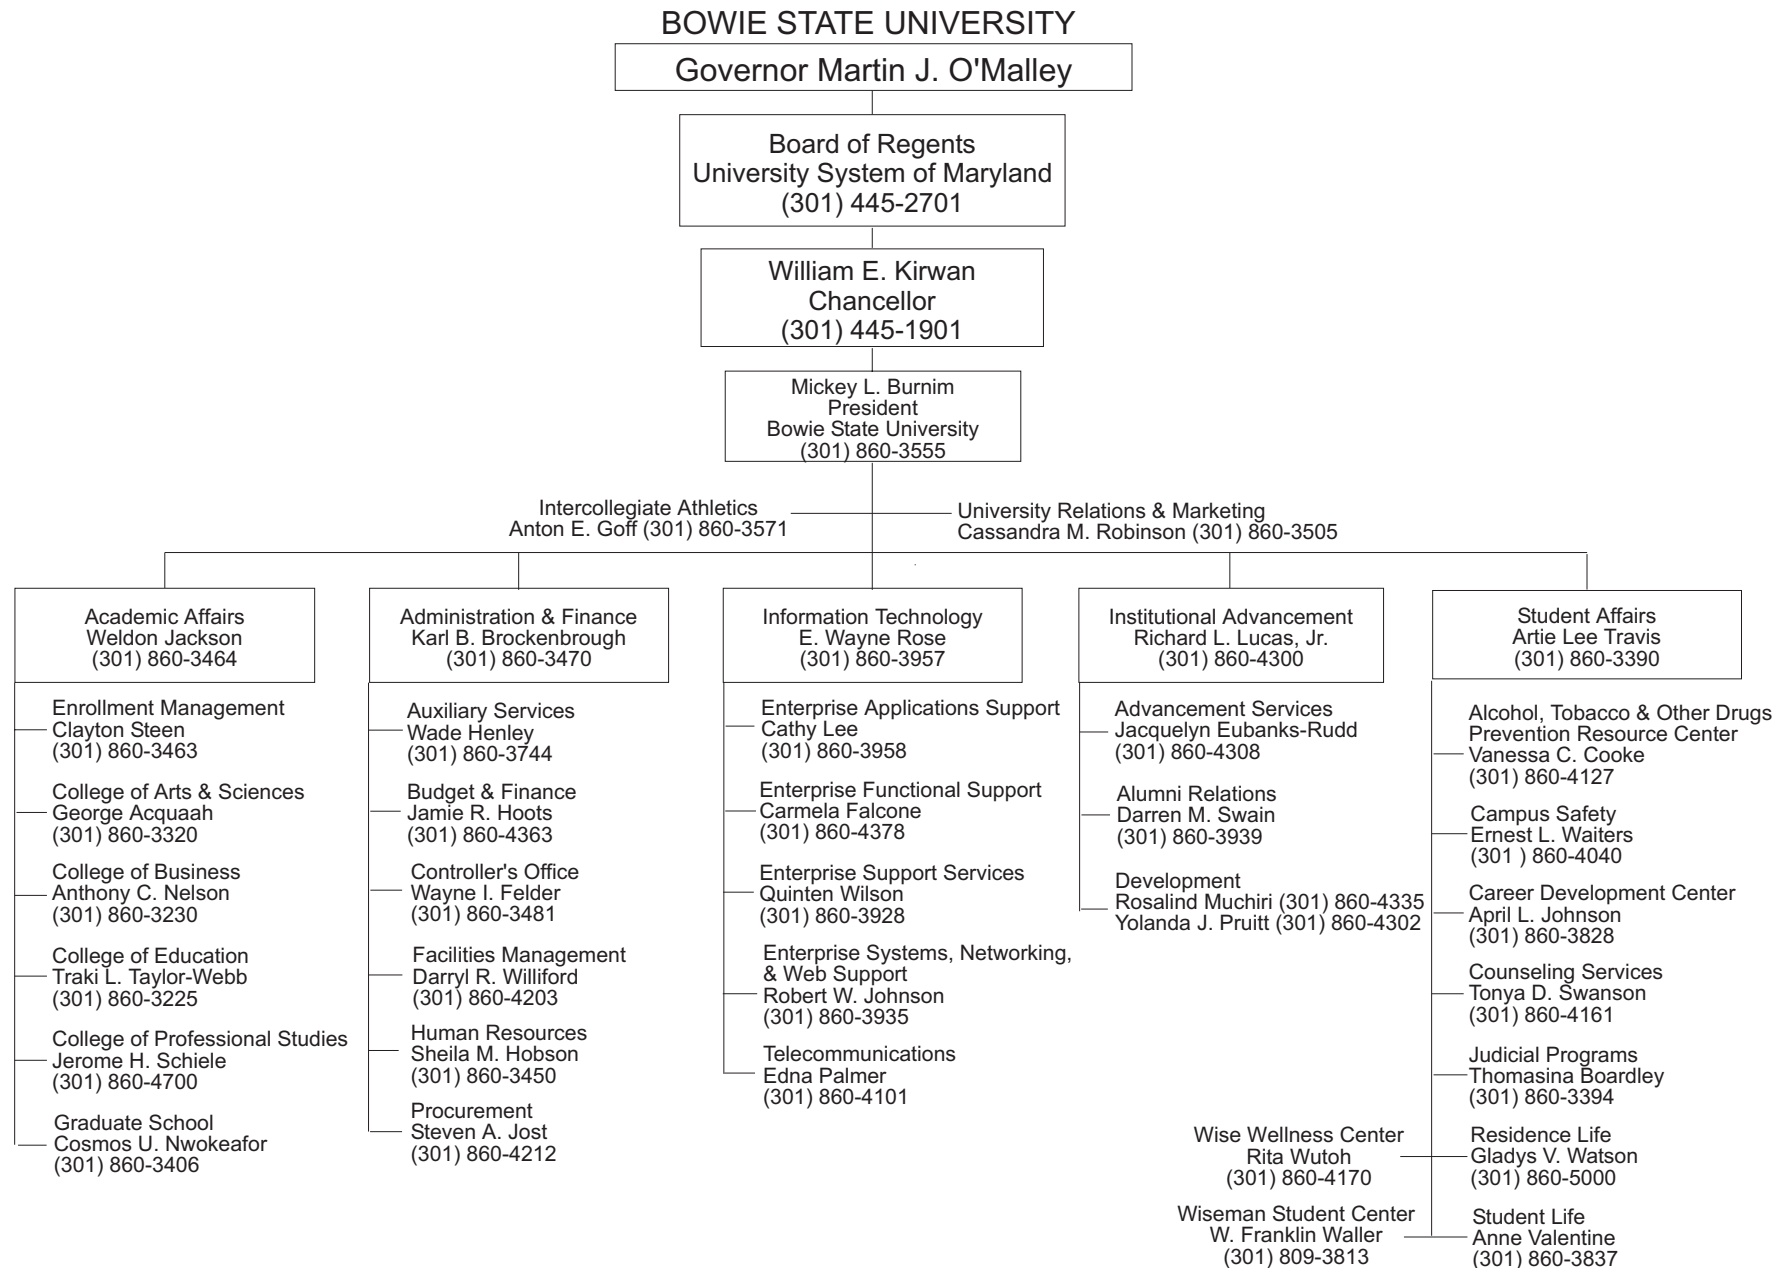 BOWIE STATE UNIVERSITY
Governor Martin J. O'Malley
Board of Regents
University System of Maryland
(301) 445-2701
William E. Kirwan
Chancellor
(301) 445-1901
Mickey L. Burnim
President
Bowie State University
(301) 860-3555
Intercollegiate Athletics
Anton E. Goff (301) 860-3571
University Relations & Marketing
Cassandra M. Robinson (301) 860-3505
Academic Affairs
Weldon Jackson
(301) 860-3464
Enrollment Management
Clayton Steen
(301) 860-3463
College of Arts & Sciences
George Acquaah
(301) 860-3320
College of Business
Anthony C. Nelson
(301) 860-3230
College of Education
Traki L. Taylor-Webb
(301) 860-3225
College of Professional Studies
Jerome H. Schiele
(301) 860-4700
Graduate School
Cosmos U. Nwokeafor
(301) 860-3406
Administration & Finance
Karl B. Brockenbrough
(301) 860-3470
Auxiliary Services
Wade Henley
(301) 860-3744
Budget & Finance
Jamie R. Hoots
(301) 860-4363
Controller's Office
Wayne I. Felder
(301) 860-3481
Facilities Management
Darryl R. Williford
(301) 860-4203
Human Resources
Sheila M. Hobson
(301) 860-3450
Procurement
Steven A. Jost
(301) 860-4212
Information Technology
E. Wayne Rose
(301) 860-3957
Enterprise Applications Support
Cathy Lee
(301) 860-3958
Enterprise Functional Support
Carmela Falcone
(301) 860-4378
Enterprise Support Services
Quinten Wilson
(301) 860-3928
Enterprise Systems, Networking,
& Web Support
Robert W. Johnson
(301) 860-3935
Telecommunications
Edna Palmer
(301) 860-4101
Institutional Advancement
Richard L. Lucas, Jr.
(301) 860-4300
Advancement Services
Jacquelyn Eubanks-Rudd
(301) 860-4308
Alumni Relations
Darren M. Swain
(301) 860-3939
Development
Rosalind Muchiri (301) 860-4335
Yolanda J. Pruitt (301) 860-4302
Student Affairs
Artie Lee Travis
(301) 860-3390
Alcohol, Tobacco & Other Drugs
Prevention Resource Center
Vanessa C. Cooke
(301) 860-4127
Campus Safety
Ernest L. Waiters
(301 ) 860-4040
Career Development Center
April L. Johnson
(301) 860-3828
Counseling Services
Tonya D. Swanson
(301) 860-4161
Judicial Programs
Thomasina Boardley
(301) 860-3394
Wise Wellness Center
Rita Wutoh
(301) 860-4170
Residence Life
Gladys V. Watson
(301) 860-5000
Wiseman Student Center
W. Franklin Waller
(301) 809-3813
Student Life
Anne Valentine
(301) 860-3837